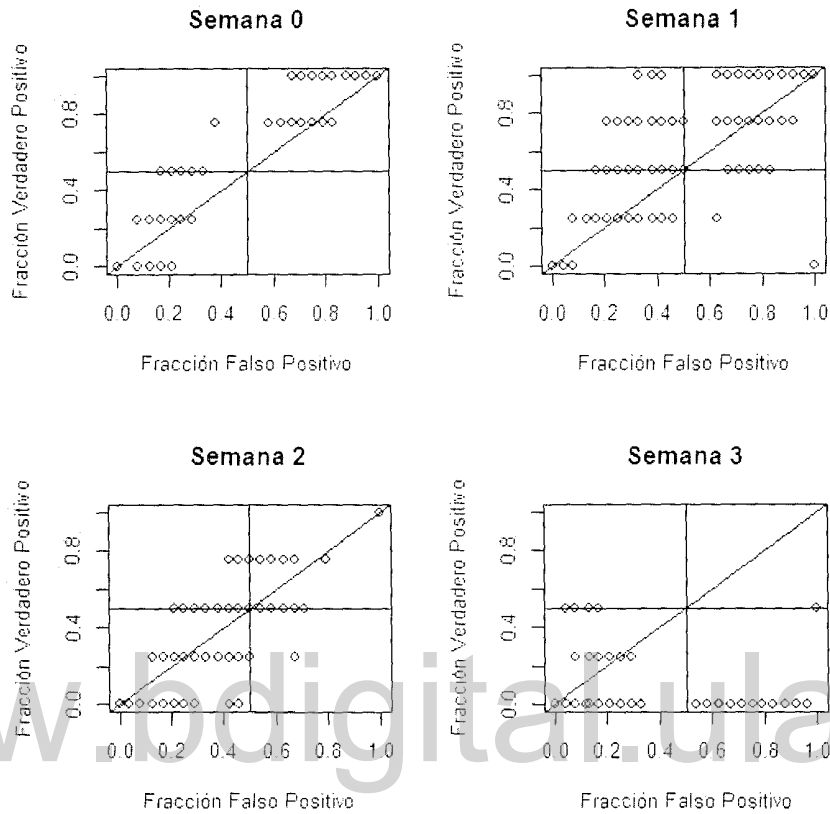 Semana 0
Semana 1
Fracción Verdadero Positivo
0.0 0.4 0.8
0.0 0.2 0.4 0.6 0.8 1.0
Fracción Falso Positivo
Fracción Verdadero Positivo
0.0 0.4 0.8
0.0 0.2 0.4 0.6 0.8 1.0
Fracción Falso Positivo
Semana 2
Semana 3
Fracción Verdadero Positivo
0.0 0.4 0.8
0.0 0.2 0.4 0.6 0.8 1.0
Fracción Falso Positivo
Fracción Verdadero Positivo
0.0 0.4 0.8
0.0 0.2 0.4 0.6 0.8 1.0
Fracción Falso Positivo
w.bdigital.ula